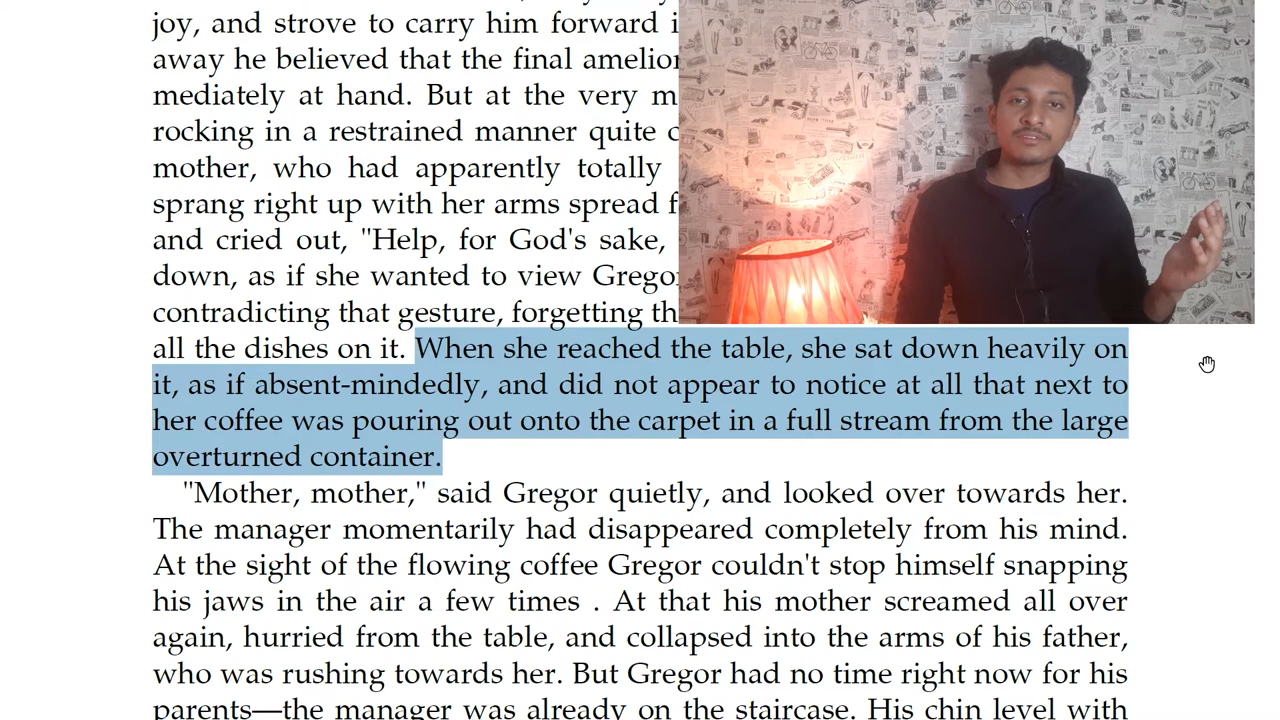 joy, and strove to carry him forward
away he believed that the final
mediately at hand. But at the very
rocking in a restrained manner quite
mother, who had apparently totally
sprang right up with her arms spread
and cried out, "Help, for God's sake,
down, as if she wanted to view Gregor
contradicting that gesture, forgetting
all the dishes on it. When she reached the table, she sat down heavily on
it, as if absent-mindedly, and did not appear to notice at all that next to
her coffee was pouring out onto the carpet in a full stream from the large
overturned container.
"Mother, mother," said Gregor quietly, and looked over towards her.
The manager momentarily had disappeared completely from his mind.
At the sight of the flowing coffee Gregor couldn't stop himself snapping
his jaws in the air a few times . At that his mother screamed all over
again, hurried from the table, and collapsed into the arms of his father,
who was rushing towards her. But Gregor had no time right now for his
parents—the manager was already on the staircase. His chin level with